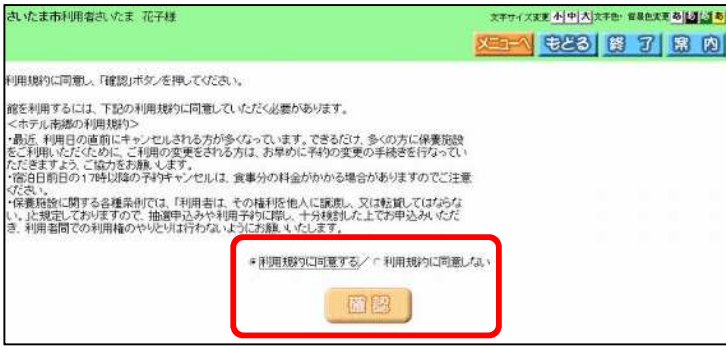 さいたま市利用者さいたま 花子様
文字サイズ変更 小 中 大 文字色・背景色変更 あ あ あ あ
メニューへ もどる 終了 案内
利用規約に同意し、「確認」ボタンを押してください。
館を利用するには、下記の利用規約に同意していただく必要があります。
＜ホテル南郷の利用規約＞
・最近、利用日の直前にキャンセルされる方が多くなっています。できるだけ、多くの方に保養施設
をご利用いただくために、ご利用の変更をされる方は、お早めに予約の変更の手続きを行なってい
ただきますよう、ご協力をお願いします。
・宿泊日前日の17時以降の予約キャンセルは、食事分の料金がかかる場合がありますのでご注意
ください。
・保養施設に関する各種条例では、「利用者は、その権利を他人に譲渡し、又は転貸してはならな
い。」と規定しておりますので、抽選申込みや利用予約に際し、十分検討した上でお申込みいただ
き、利用者間での利用権のやりとりは行わないようにお願いいたします。
利用規約に同意する／ 利用規約に同意しない
確認